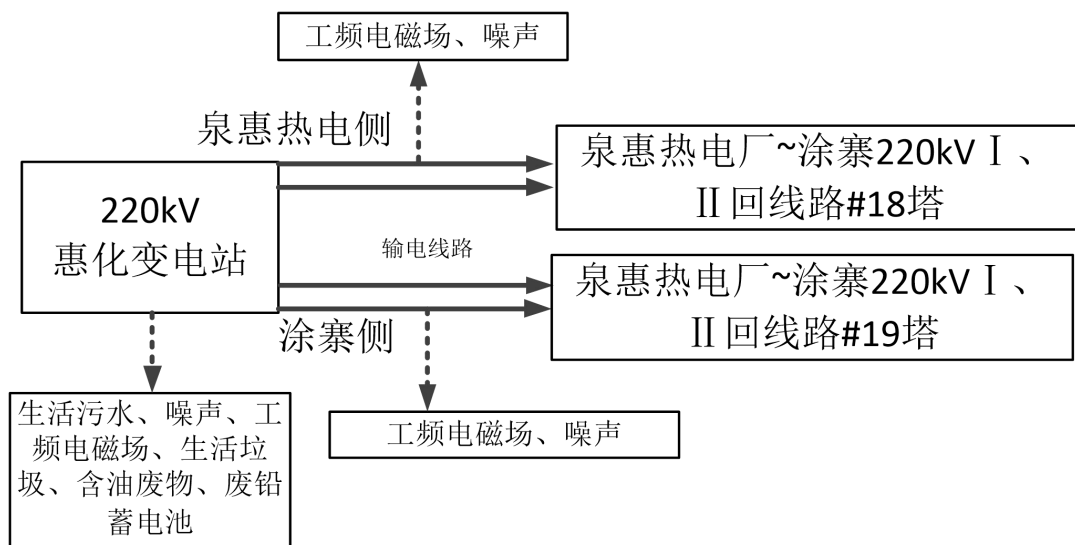 工频电磁场、噪声
泉惠热电侧
泉惠热电厂~涂寨220kVⅠ、
Ⅱ回线路#18塔
220kV
惠化变电站
输电线路
泉惠热电厂~涂寨220kVⅠ、
Ⅱ回线路#19塔
涂寨侧
生活污水、噪声、工
频电磁场、生活垃
圾、含油废物、废铅
蓄电池
工频电磁场、噪声